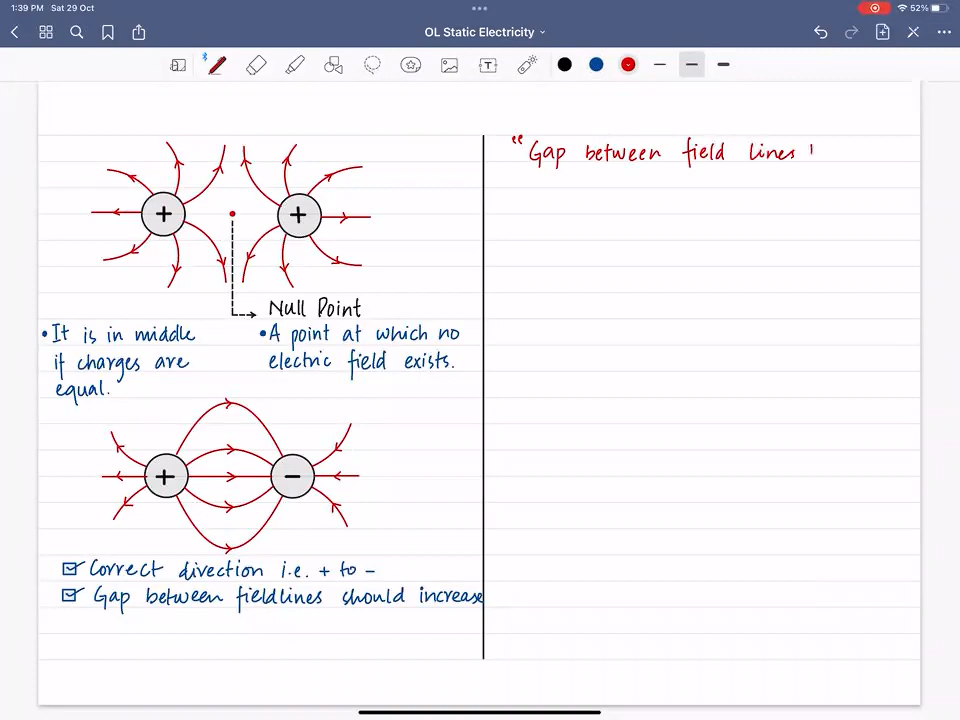 1:39 PM Sat 29 Oct
52%
OL Static Electricity
T
"Gap between field lines
+
+
Null Point
•It is in middle
if charges are
equal.
•A point at which no
electric field exists.
+
−
Correct direction i.e. + to −
Gap between fieldlines should increase